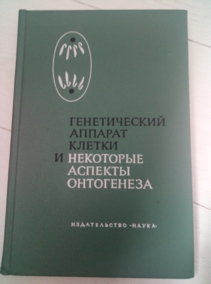 ГЕНЕТИЧЕСКИЙ
АППАРАТ
КЛЕТКИ
И НЕКОТОРЫЕ
АСПЕКТЫ
ОНТОГЕНЕЗА
ИЗДАТЕЛЬСТВО «НАУКА»